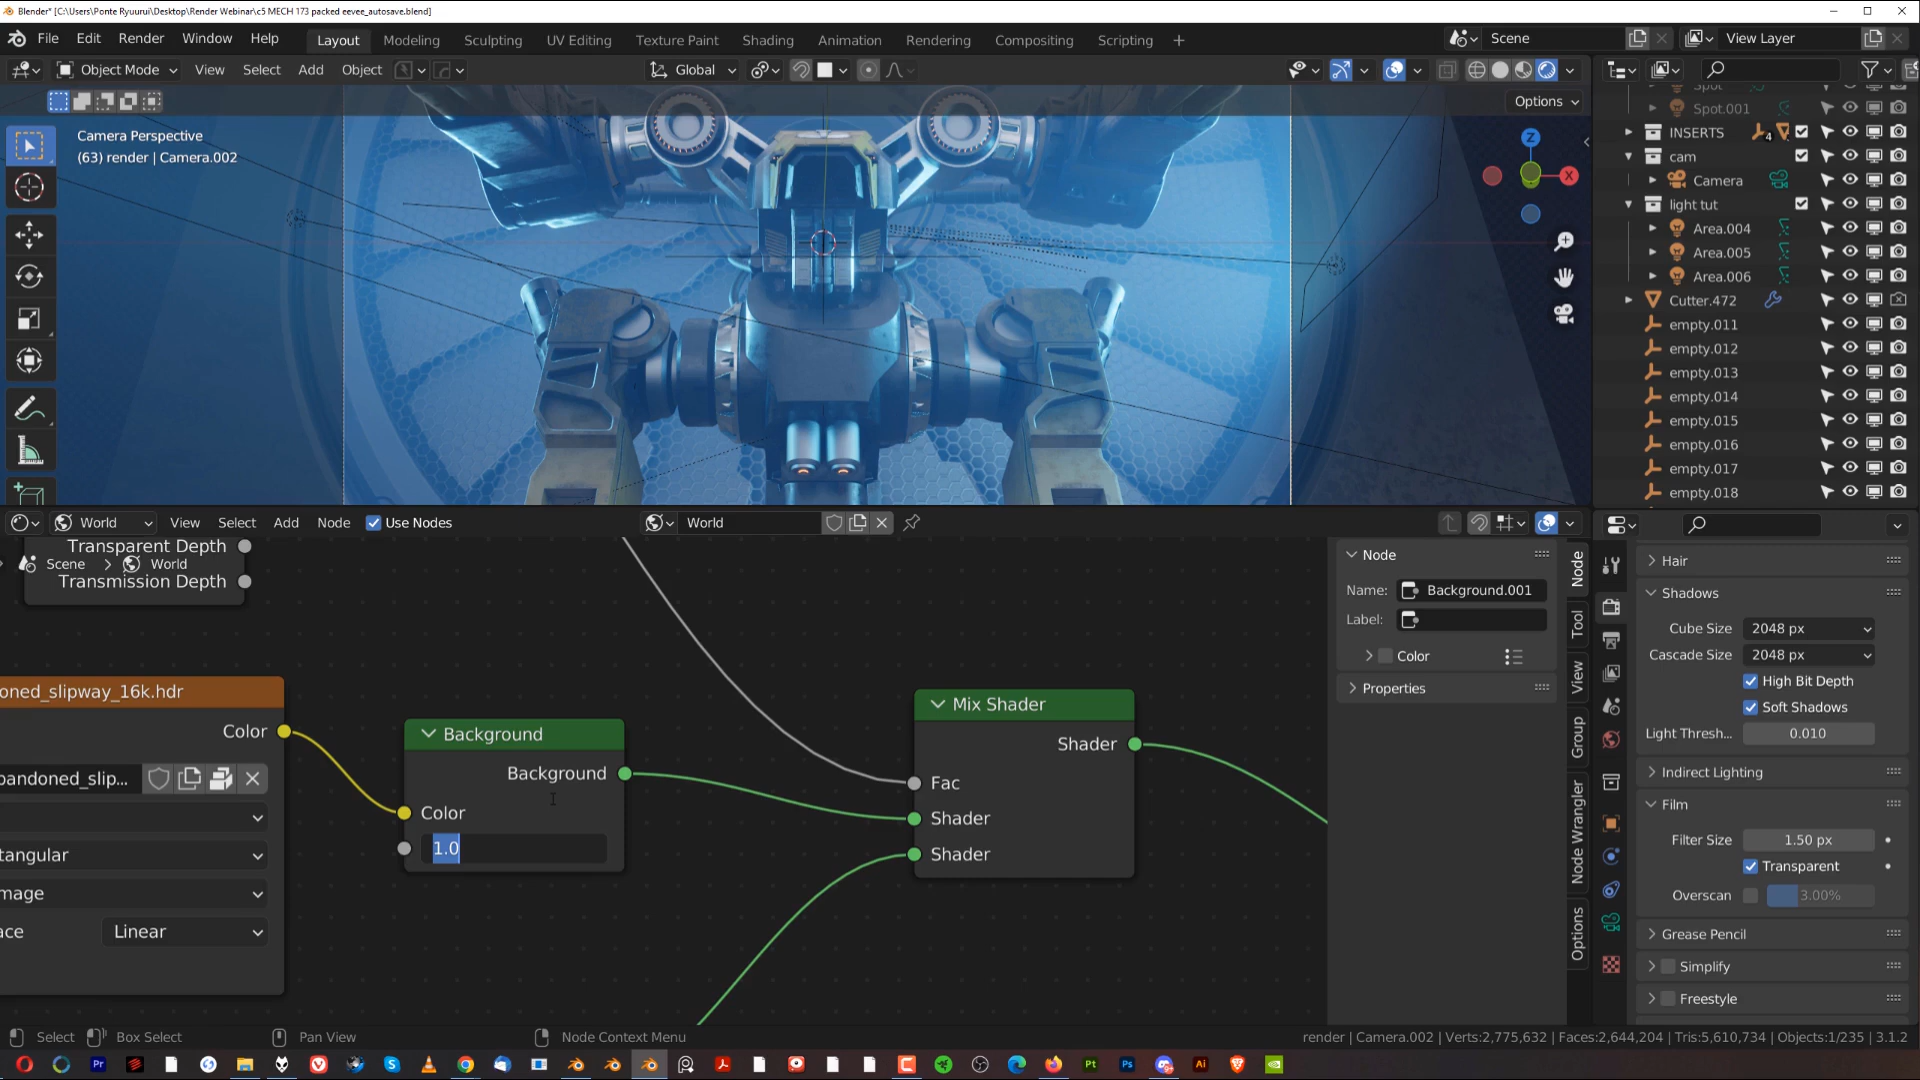 Blender* [C:\Users\Ponte Ryuurui\Desktop\Render Webinar\c5 MECH 173 packed eevee_autosave.blend]
File Edit Render Window Help Layout Modeling Sculpting UV Editing Texture Paint Shading Animation Rendering Compositing Scripting + Scene View Layer
Object Mode View Select Add Object Global
Options
Camera Perspective
(63) render | Camera.002
Z
X
Spot
Spot.001
INSERTS 4
cam
Camera
light tut
Area.004
Area.005
Area.006
Cutter.472
empty.011
empty.012
empty.013
empty.014
empty.015
empty.016
empty.017
empty.018
World View Select Add Node Use Nodes World
Transparent Depth
Scene > World
Transmission Depth
oned_slipway_16k.hdr
Color
bandoned_slip...
tangular
mage
ace Linear
Background
Background
Color
1.0
Mix Shader
Shader
Fac
Shader
Shader
Node
Name: Background.001
Label:
Color
Properties
Node
Tool
View
Group
Node Wrangler
Options
Hair
Shadows
Cube Size 2048 px
Cascade Size 2048 px
High Bit Depth
Soft Shadows
Light Thresh... 0.010
Indirect Lighting
Film
Filter Size 1.50 px
Transparent
Overscan 3.00%
Grease Pencil
Simplify
Freestyle
Select Box Select Pan View Node Context Menu render | Camera.002 | Verts:2,775,632 | Faces:2,644,204 | Tris:5,610,734 | Objects:1/235 | 3.1.2
Pr Pt Ps Ai